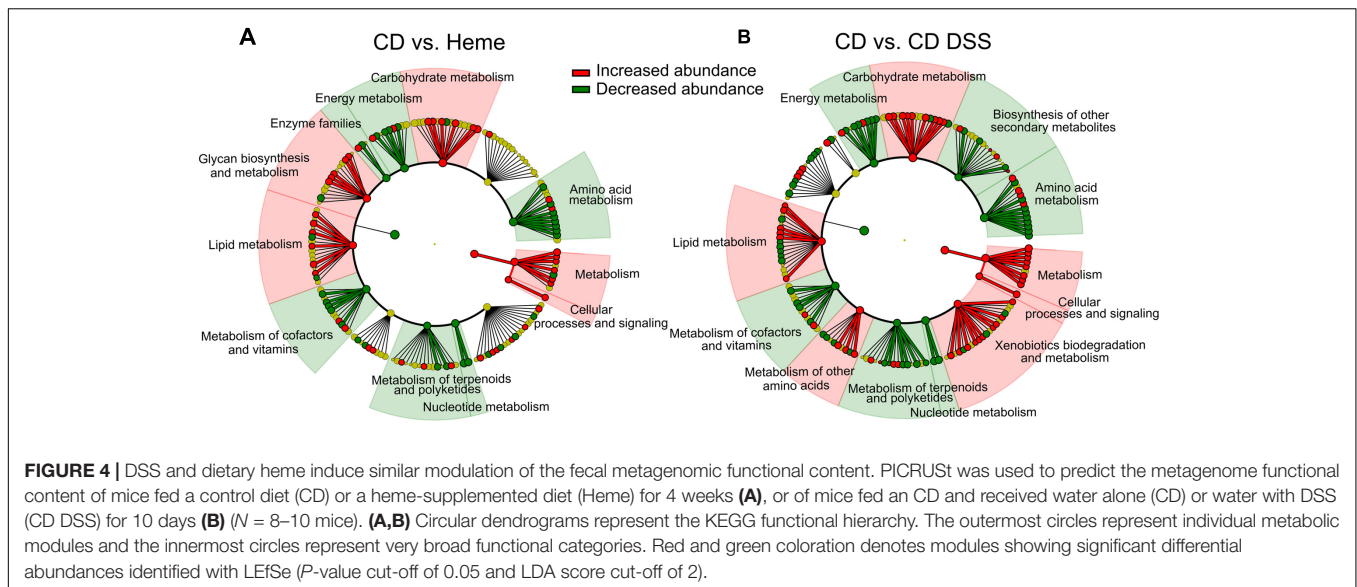 A
CD vs. Heme
Carbohydrate metabolism
Energy metabolism
Enzyme families
Glycan biosynthesis
and metabolism
Lipid metabolism
Metabolism of cofactors
and vitamins
Metabolism of terpenoids
and polyketides
Nucleotide metabolism
Cellular
processes and signaling
Metabolism
Amino acid
metabolism
Increased abundance
Decreased abundance
B
CD vs. CD DSS
Carbohydrate metabolism
Energy metabolism
Biosynthesis of other
secondary metabolites
Amino acid
metabolism
Lipid metabolism
Metabolism
Cellular
processes and signaling
Xenobiotics biodegradation
and metabolism
Metabolism of cofactors
and vitamins
Metabolism of other
amino acids
Metabolism of terpenoids
and polyketides
Nucleotide metabolism
FIGURE 4 | DSS and dietary heme induce similar modulation of the fecal metagenomic functional content. PICRUSt was used to predict the metagenome functional
content of mice fed a control diet (CD) or a heme-supplemented diet (Heme) for 4 weeks (A), or of mice fed an CD and received water alone (CD) or water with DSS
(CD DSS) for 10 days (B) (N = 8–10 mice). (A,B) Circular dendrograms represent the KEGG functional hierarchy. The outermost circles represent individual metabolic
modules and the innermost circles represent very broad functional categories. Red and green coloration denotes modules showing significant differential
abundances identified with LEfSe (P-value cut-off of 0.05 and LDA score cut-off of 2).